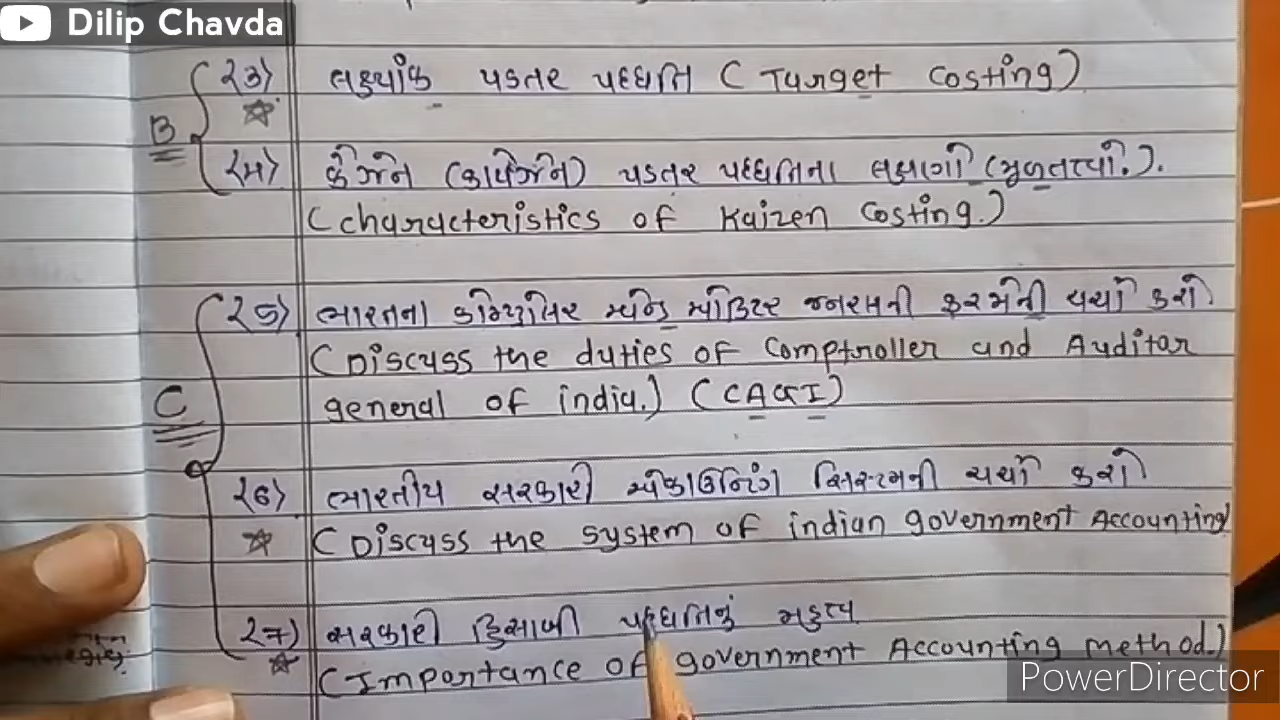 Dilip Chavda
૨૩) લક્ષ્યાંક પડતર પદ્ધતિ (Target Costing)
B
૨૪) કૈઝેન (કાયેઝેન) પડતર પદ્ધતિના લક્ષણો (મૂળતત્વો.).
(characteristics of Kaizen Costing.)
૨૫) ભારતના કોમ્પ્ટ્રોલર એન્ડ ઓડિટર જનરલની ફરજોની ચર્ચા કરો
(Discuss the duties of Comptroller and Auditor
general of india.) (CA&I)
C
૨૬) ભારતીય સરકારી એકાઉન્ટિંગ સિસ્ટમની ચર્ચા કરો
(Discuss the system of indian government Accounting
૨૭) સરકારી હિસાબી પદ્ધતિનું મહત્વ
(Importance of government Accounting method.)
PowerDirector